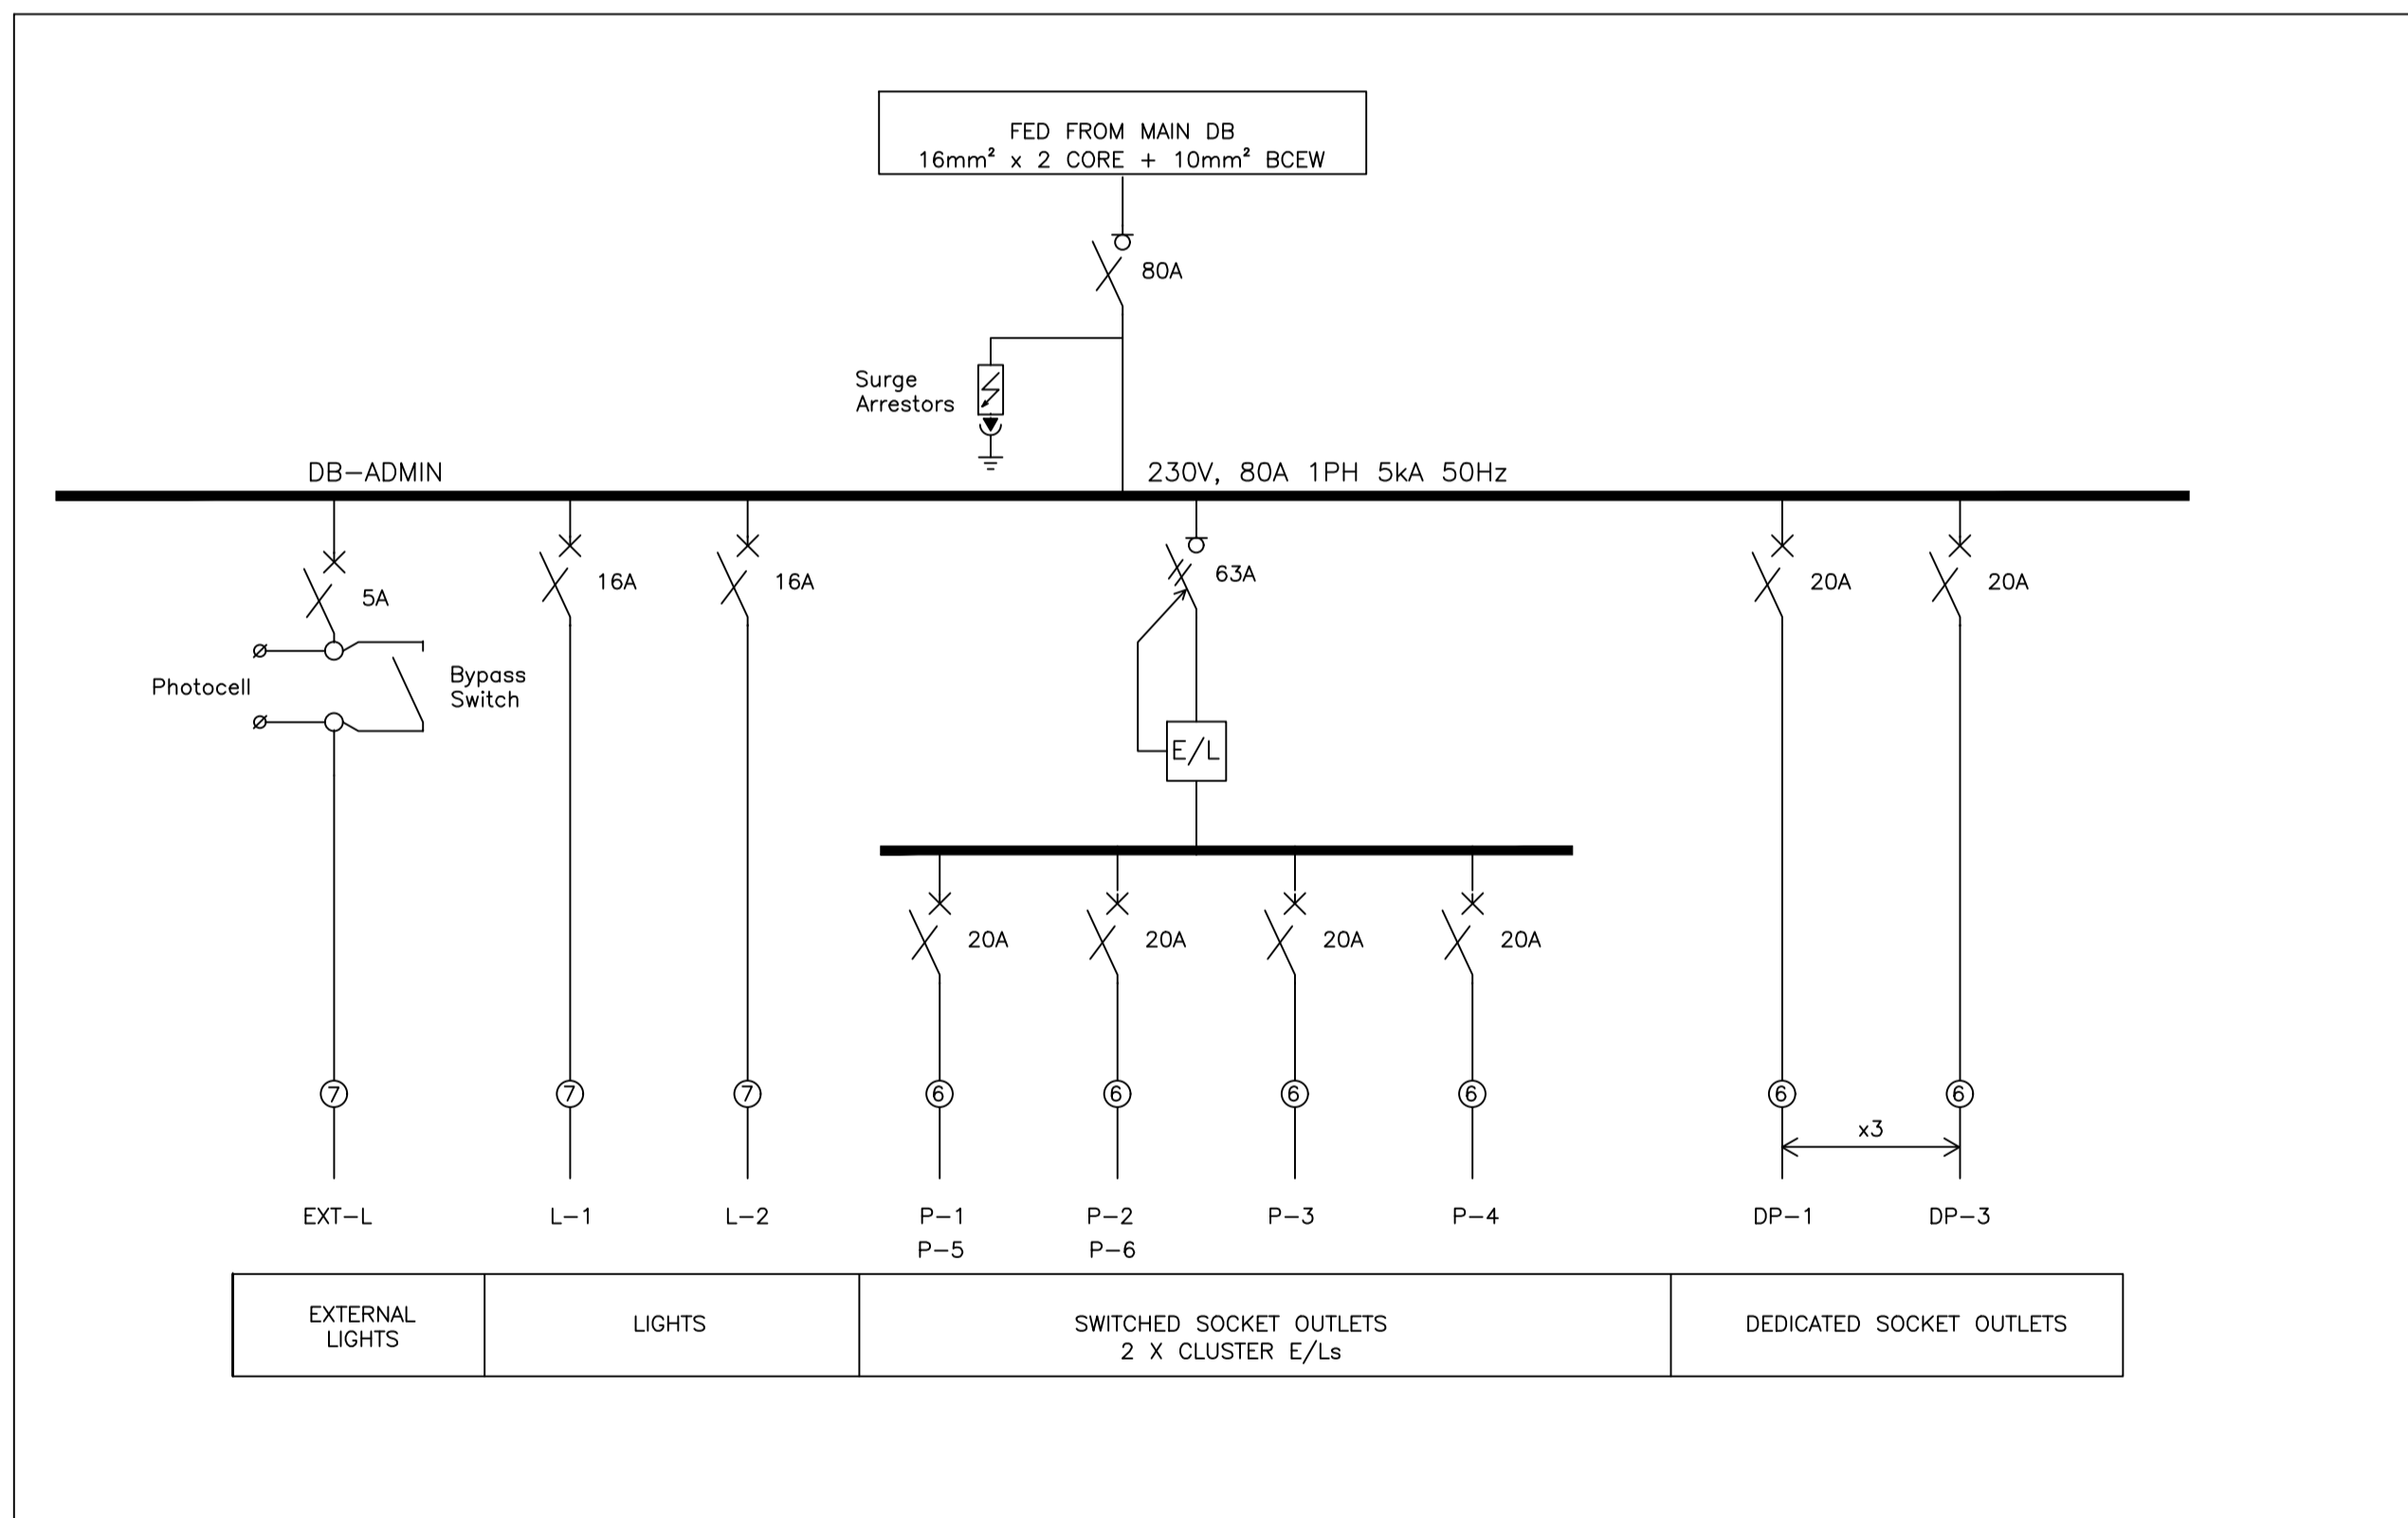 FED FROM MAIN DB
16mm² x 2 CORE + 10mm² BCEW
80A
Surge
Arrestors
DB-ADMIN
230V, 80A 1PH 5kA 50Hz
5A
16A
16A
63A
20A
20A
Photocell
Bypass
Switch
E/L
20A
20A
20A
20A
7
7
7
6
6
6
6
6
6
x3
EXT-L
L-1
L-2
P-1
P-2
P-3
P-4
DP-1
DP-3
P-5
P-6
EXTERNAL
LIGHTS
LIGHTS
SWITCHED SOCKET OUTLETS
2 X CLUSTER E/Ls
DEDICATED SOCKET OUTLETS